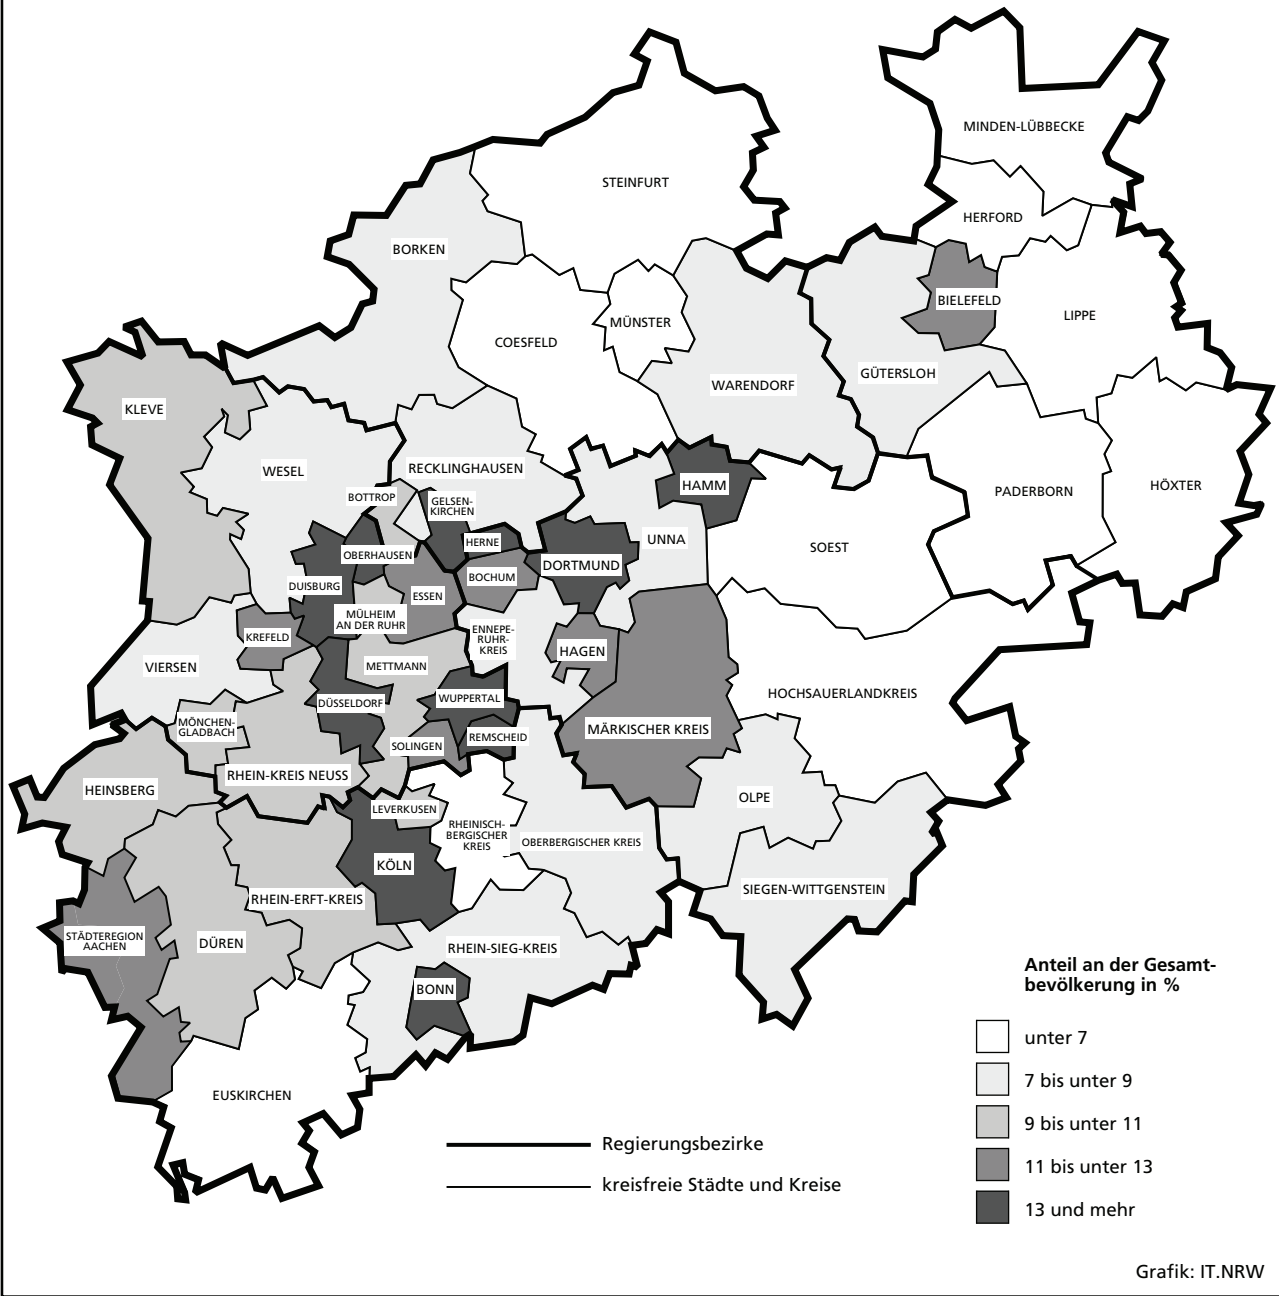 MINDEN-LÜBBECKE
STEINFURT
HERFORD
BORKEN
BIELEFELD
LIPPE
MÜNSTER
COESFELD
GÜTERSLOH
WARENDORF
KLEVE
WESEL
RECKLINGHAUSEN
HAMM
PADERBORN
HÖXTER
BOTTROP
GELSEN-
KIRCHEN
HERNE
UNNA
SOEST
OBERHAUSEN
DORTMUND
DUISBURG
BOCHUM
ESSEN
MÜLHEIM
AN DER RUHR
KREFELD
ENNEPE-
RUHR-
KREIS
HAGEN
VIERSEN
METTMANN
HOCHSAUERLANDKREIS
DÜSSELDORF
WUPPERTAL
MÖNCHEN-
GLADBACH
MÄRKISCHER KREIS
REMSCHEID
SOLINGEN
RHEIN-KREIS NEUSS
HEINSBERG
OLPE
LEVERKUSEN
RHEINISCH-
BERGISCHER
KREIS
OBERBERGISCHER KREIS
KÖLN
SIEGEN-WITTGENSTEIN
RHEIN-ERFT-KREIS
STÄDTEREGION
AACHEN
DÜREN
RHEIN-SIEG-KREIS
BONN
EUSKIRCHEN
Anteil an der Gesamt-
bevölkerung in %
unter 7
7 bis unter 9
9 bis unter 11
11 bis unter 13
13 und mehr
Regierungsbezirke
kreisfreie Städte und Kreise
Grafik: IT.NRW